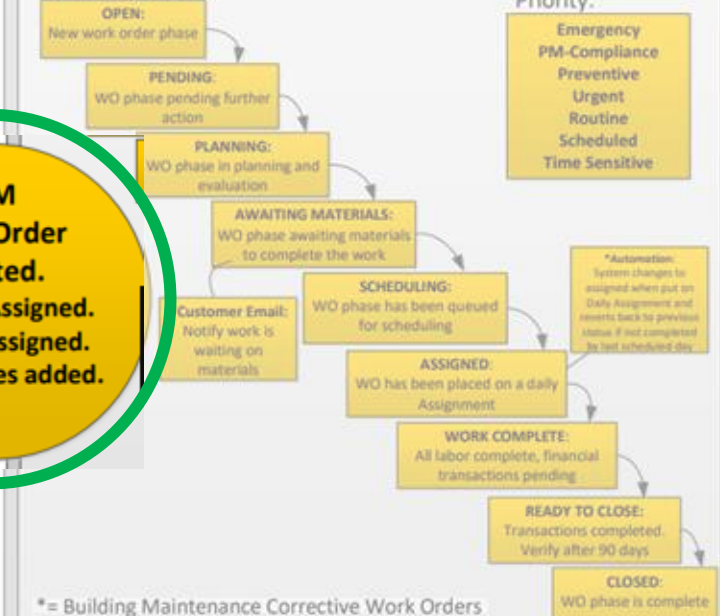 OPEN:
New work order phase
Priority:
Emergency
PM-Compliance
Preventive
Urgent
Routine
Scheduled
Time Sensitive
PENDING:
WO phase pending further
action
PLANNING:
WO phase in planning and
evaluation
M
Order
ted.
Assigned.
ssigned.
es added.
AWAITING MATERIALS:
WO phase awaiting materials
to complete the work
Customer Email:
Notify work is
waiting on
materials
SCHEDULING:
WO phase has been queued
for scheduling
*Automation:
System changes to
assigned when put on
Daily Assignment and
reverts back to previous
status if not completed
by last scheduled day
ASSIGNED:
WO has been placed on a daily
Assignment
WORK COMPLETE:
All labor complete, financial
transactions pending
READY TO CLOSE:
Transactions completed.
Verify after 90 days
CLOSED:
WO phase is complete
*= Building Maintenance Corrective Work Orders